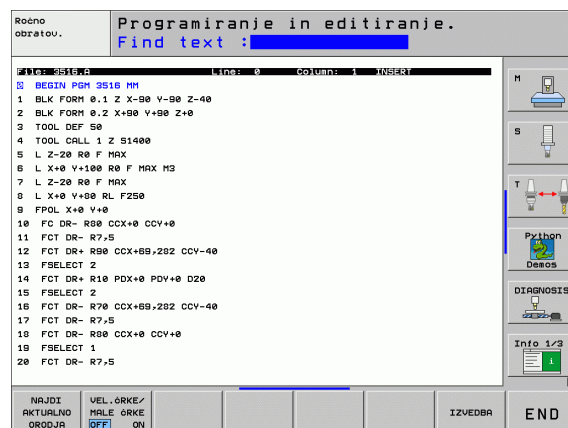 Ročno
obratov.
Programiranje in editiranje.
Find text :
File: 3516.A Line: 0 Column: 1 INSERT
0 BEGIN PGM 3516 MM
1 BLK FORM 0.1 Z X-90 Y-90 Z-40
2 BLK FORM 0.2 X+90 Y+90 Z+0
3 TOOL DEF 50
4 TOOL CALL 1 Z S1400
5 L Z-20 R0 F MAX
6 L X+0 Y+100 R0 F MAX M3
7 L Z-20 R0 F MAX
8 L X+0 Y+80 RL F250
9 FPOL X+0 Y+0
10 FC DR- R80 CCX+0 CCY+0
11 FCT DR- R7,5
12 FCT DR+ R90 CCX+69,282 CCY-40
13 FSELECT 2
14 FCT DR+ R10 PDX+0 PDY+0 D20
15 FSELECT 2
16 FCT DR- R70 CCX+69,282 CCY-40
17 FCT DR- R7,5
18 FCT DR- R80 CCX+0 CCY+0
19 FSELECT 1
20 FCT DR- R7,5
M
S
T
Python
Demos
DIAGNOSIS
Info 1/3
i
NAJDI
AKTUALNO
ORODJA
VEL.ČRKE/
MALE ČRKE
OFF ON
IZVEDBA
END